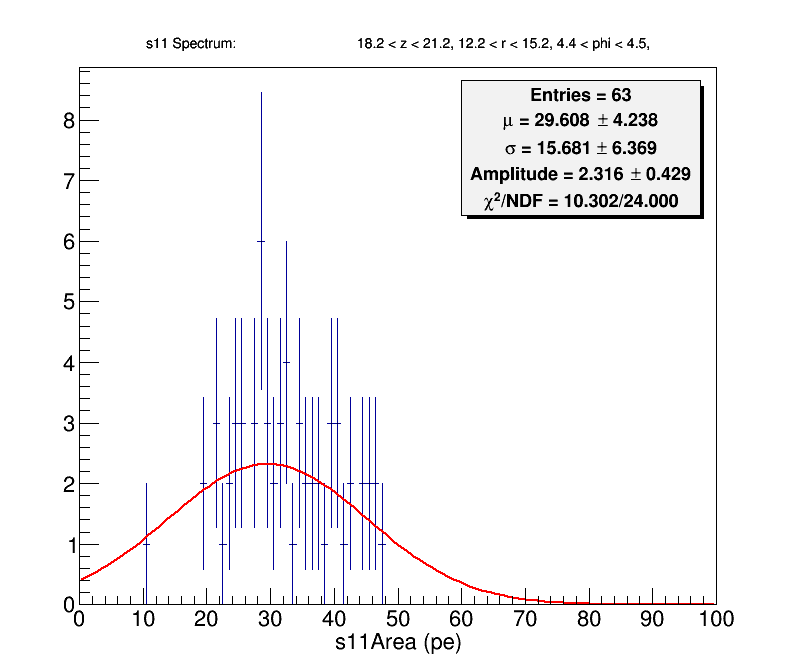 s11 Spectrum: 18.2 < z < 21.2, 12.2 < r < 15.2, 4.4 < phi < 4.5,
Entries = 63
μ = 29.608 ± 4.238
σ = 15.681 ± 6.369
Amplitude = 2.316 ± 0.429
χ²/NDF = 10.302/24.000
8
7
6
5
4
3
2
1
0
0 10 20 30 40 50 60 70 80 90 100
s11Area (pe)